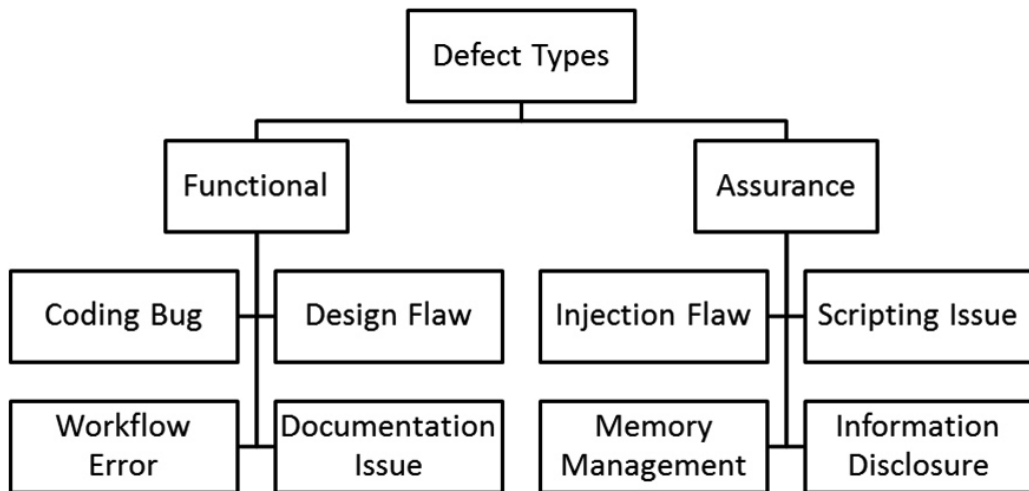 Defect Types
Functional
Assurance
Coding Bug
Design Flaw
Injection Flaw
Scripting Issue
Workflow
Error
Documentation
Issue
Memory
Management
Information
Disclosure